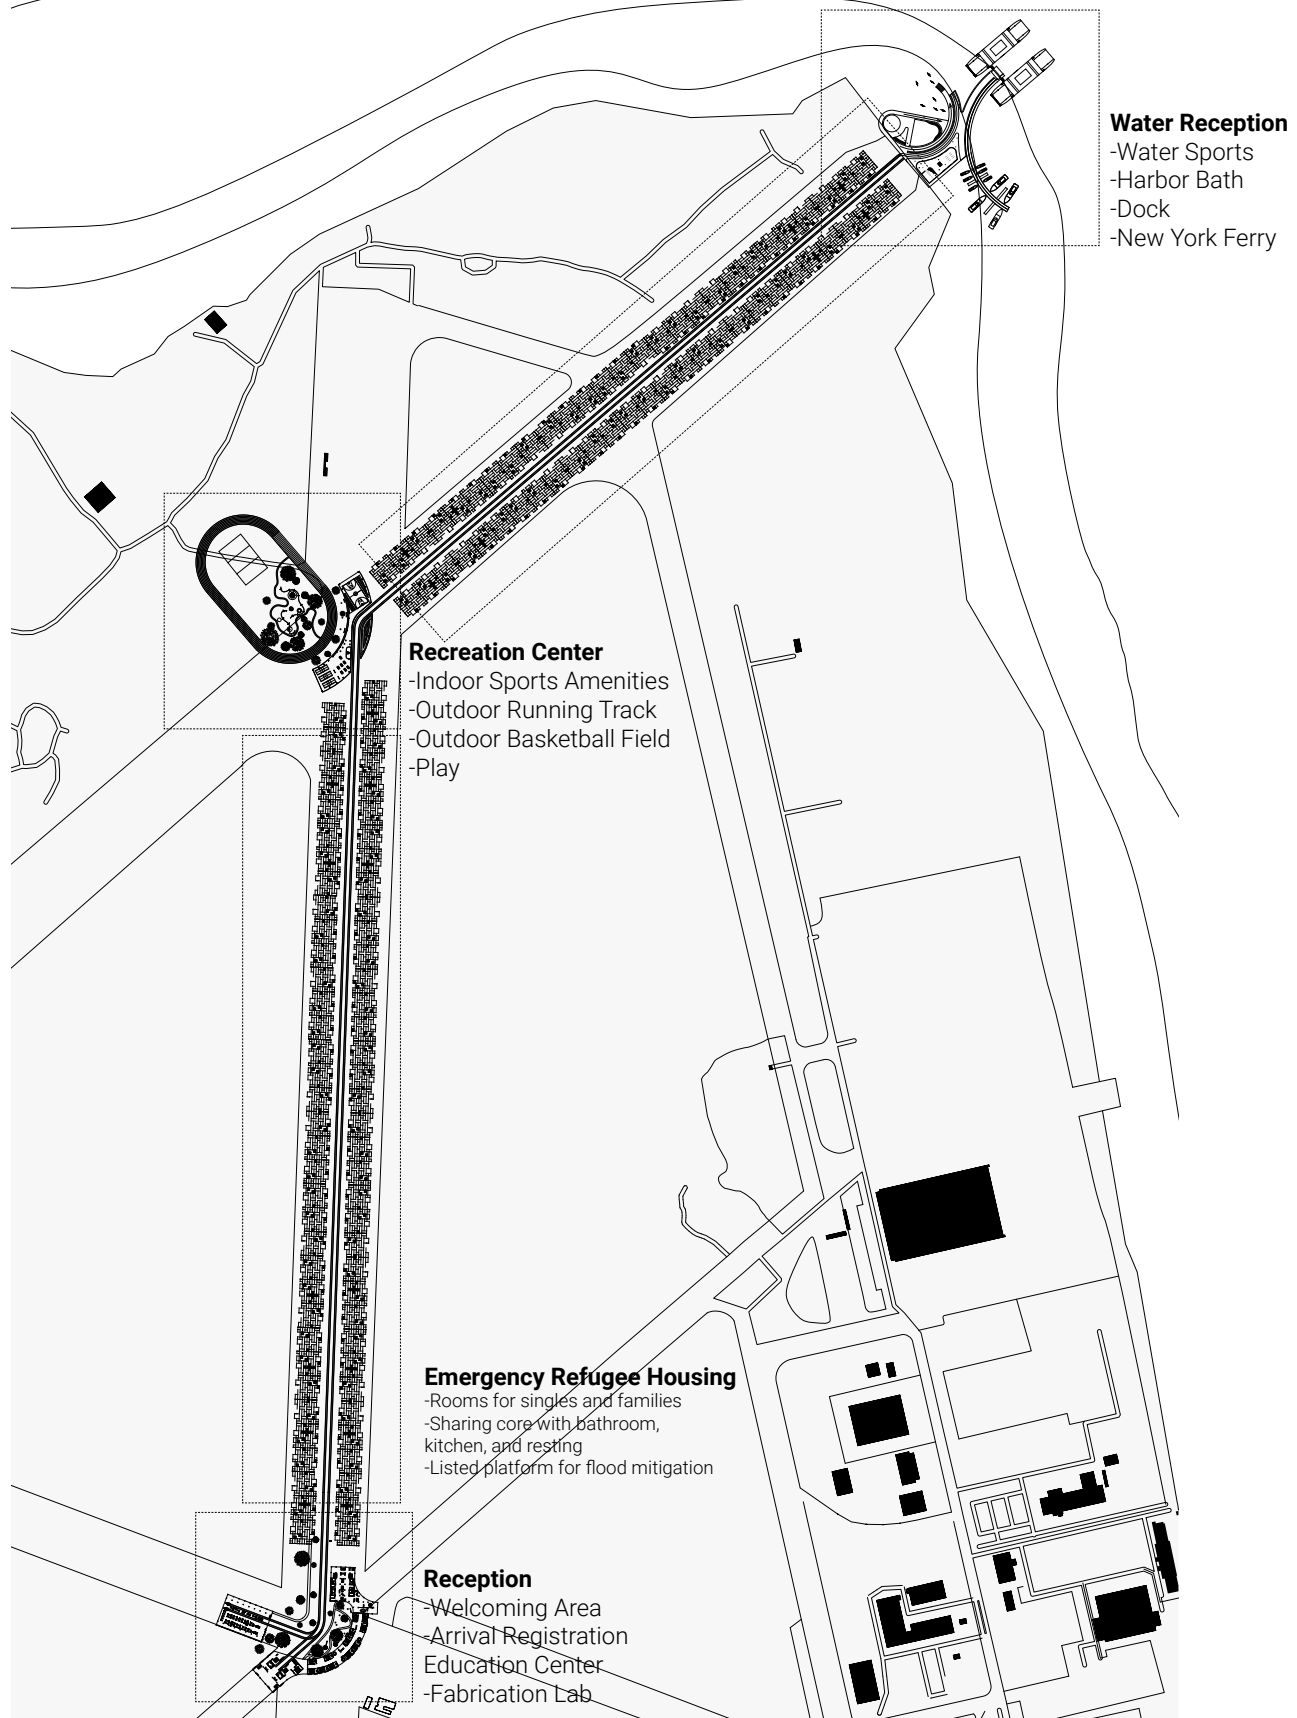 Water Reception
-Water Sports
-Harbor Bath
-Dock
-New York Ferry
Recreation Center
-Indoor Sports Amenities
-Outdoor Running Track
-Outdoor Basketball Field
-Play
Emergency Refugee Housing
-Rooms for singles and families
-Sharing core with bathroom,
kitchen, and resting
-Listed platform for flood mitigation
Reception
-Welcoming Area
-Arrival Registration
Education Center
-Fabrication Lab